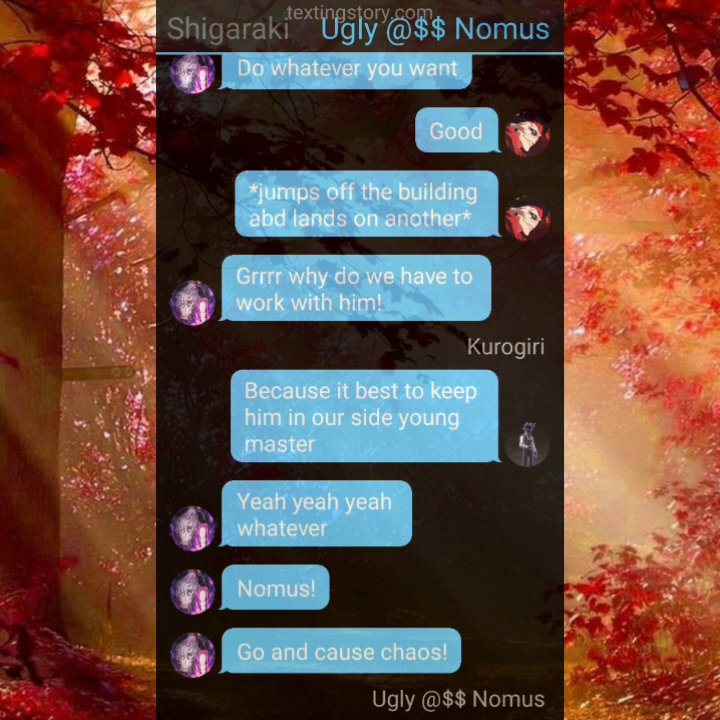 textingstory.com
Shigaraki Ugly @$$ Nomus
Do whatever you want
Good
*jumps off the building
abd lands on another*
Grrrr why do we have to
work with him!
Kurogiri
Because it best to keep
him in our side young
master
Yeah yeah yeah
whatever
Nomus!
Go and cause chaos!
Ugly @$$ Nomus